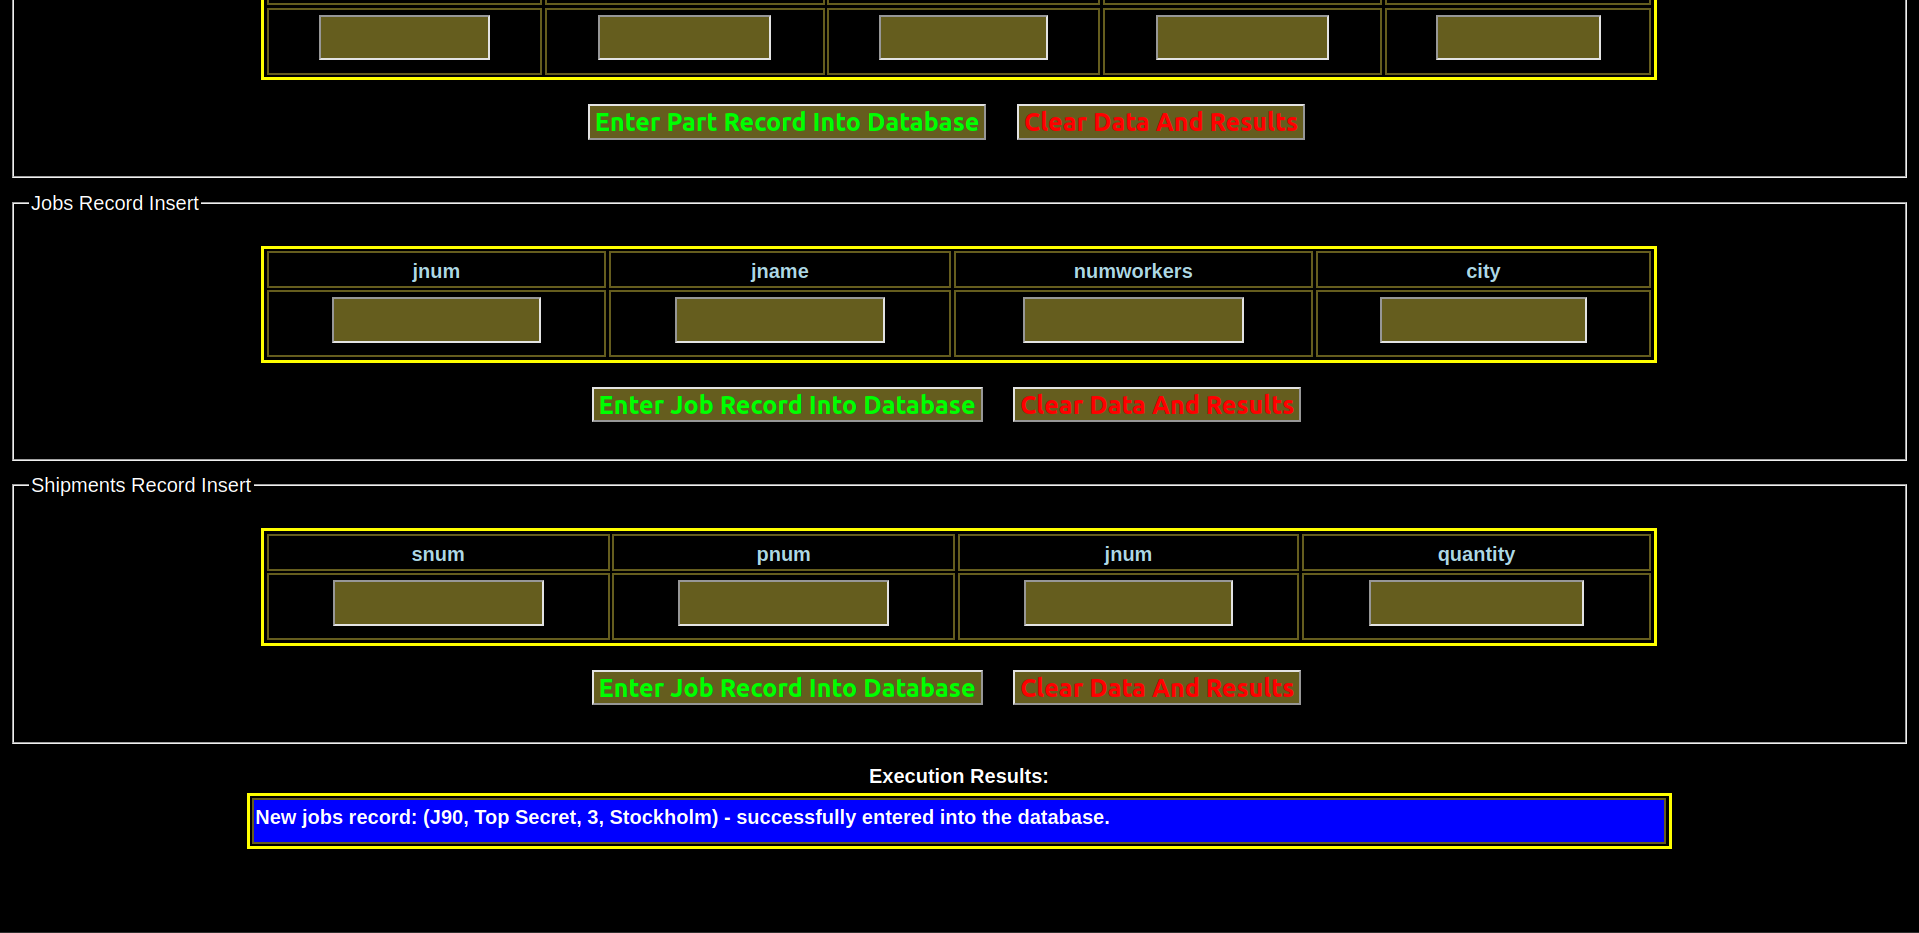 Enter Part Record Into Database Clear Data And Results
Jobs Record Insert
jnum jname numworkers city
Enter Job Record Into Database Clear Data And Results
Shipments Record Insert
snum pnum jnum quantity
Enter Job Record Into Database Clear Data And Results
Execution Results:
New jobs record: (J90, Top Secret, 3, Stockholm) - successfully entered into the database.